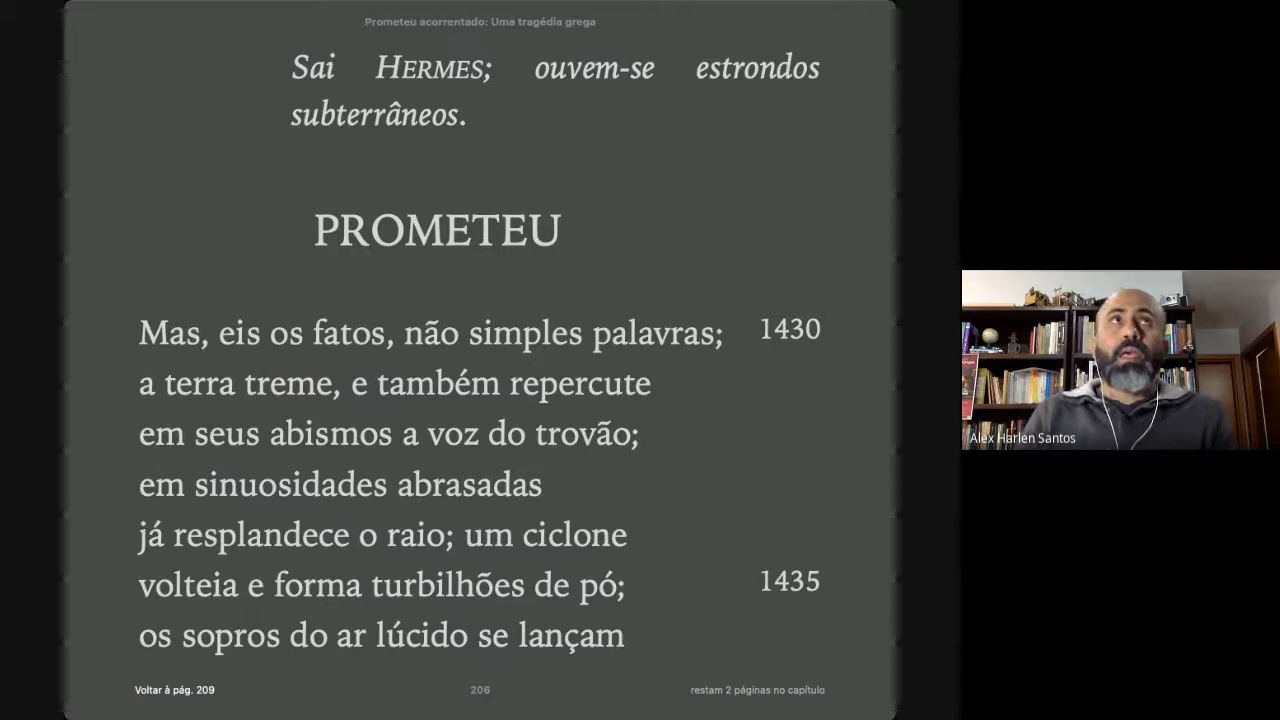 Prometeu acorrentado: Uma tragédia grega
Sai HERMES; ouvem-se estrondos
subterrâneos.
PROMETEU
Mas, eis os fatos, não simples palavras; 1430
a terra treme, e também repercute
em seus abismos a voz do trovão;
em sinuosidades abrasadas
já resplandece o raio; um ciclone
volteia e forma turbilhões de pó; 1435
os sopros do ar lúcido se lançam
Voltar à pág. 209 206 restam 2 páginas no capítulo
Alex Harlen Santos